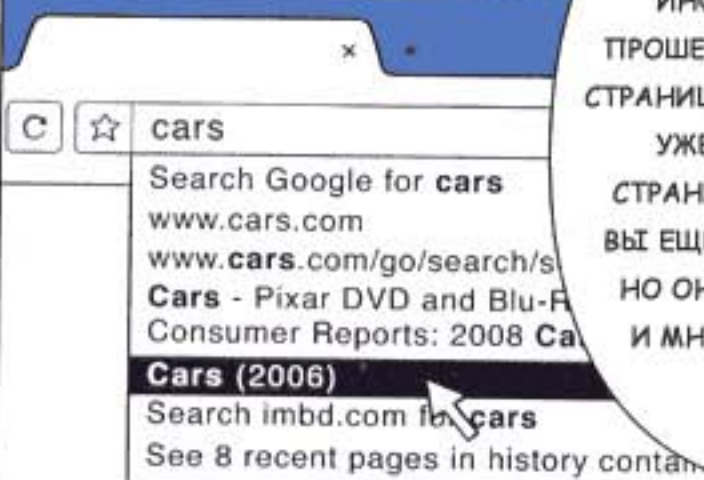 cars
Search Google for cars
www.cars.com
www.cars.com/go/search/s
Cars - Pixar DVD and Blu-R
Consumer Reports: 2008 Ca
Cars (2006)
Search imbd.com for cars
See 8 recent pages in history contain
ПРОШЕ
СТРАНИЦ
УЖЕ
СТРАН
ВЫ ЕЩЕ
НО ОН
И МН